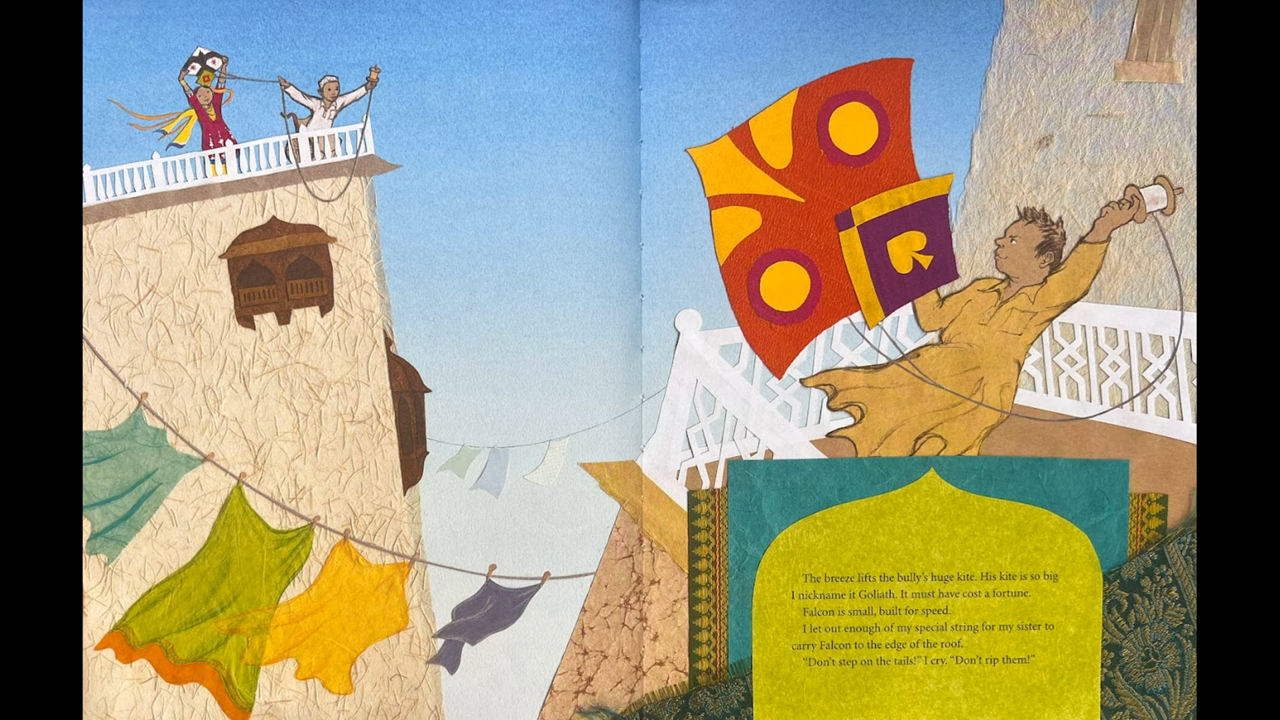 The breeze lifts the bully's huge kite. His kite is so big
I nickname it Goliath. It must have cost a fortune.
Falcon is small, built for speed.
I let out enough of my special string for my sister to
carry Falcon to the edge of the roof.
"Don't step on the tails!" I cry. "Don't rip them!"